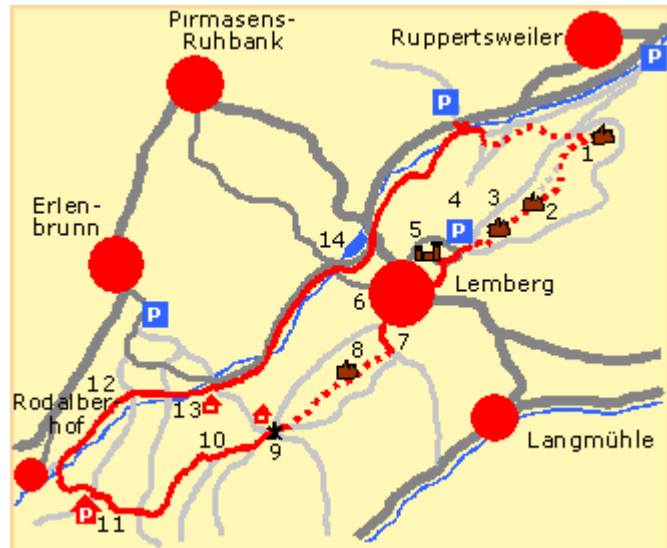 Pirmasens-
Ruhbank
Ruppertsweiler
P
P
1
2
3
4
5
P
Erlen-
brunn
14
Lemberg
6
P
7
8
12
Rodalber-
hof
13
10
9
Langmühle
P
11